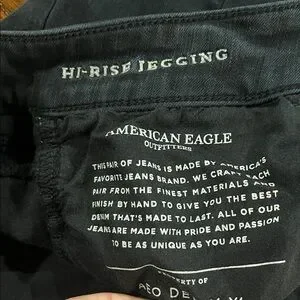 HI-RISE JEGGING
AMERICAN EAGLE
OUTFITTERS
THIS PAIR OF JEANS IS MADE BY AMERICA'S
FAVORITE JEANS BRAND. WE CRAFT EACH
PAIR FROM THE FINEST MATERIALS AND
FINISH BY HAND TO GIVE YOU THE BEST
DENIM THAT'S MADE TO LAST. ALL OF OUR
JEANS ARE MADE WITH PRIDE AND PASSION
TO BE AS UNIQUE AS YOU ARE.
PROPERTY OF
AEO